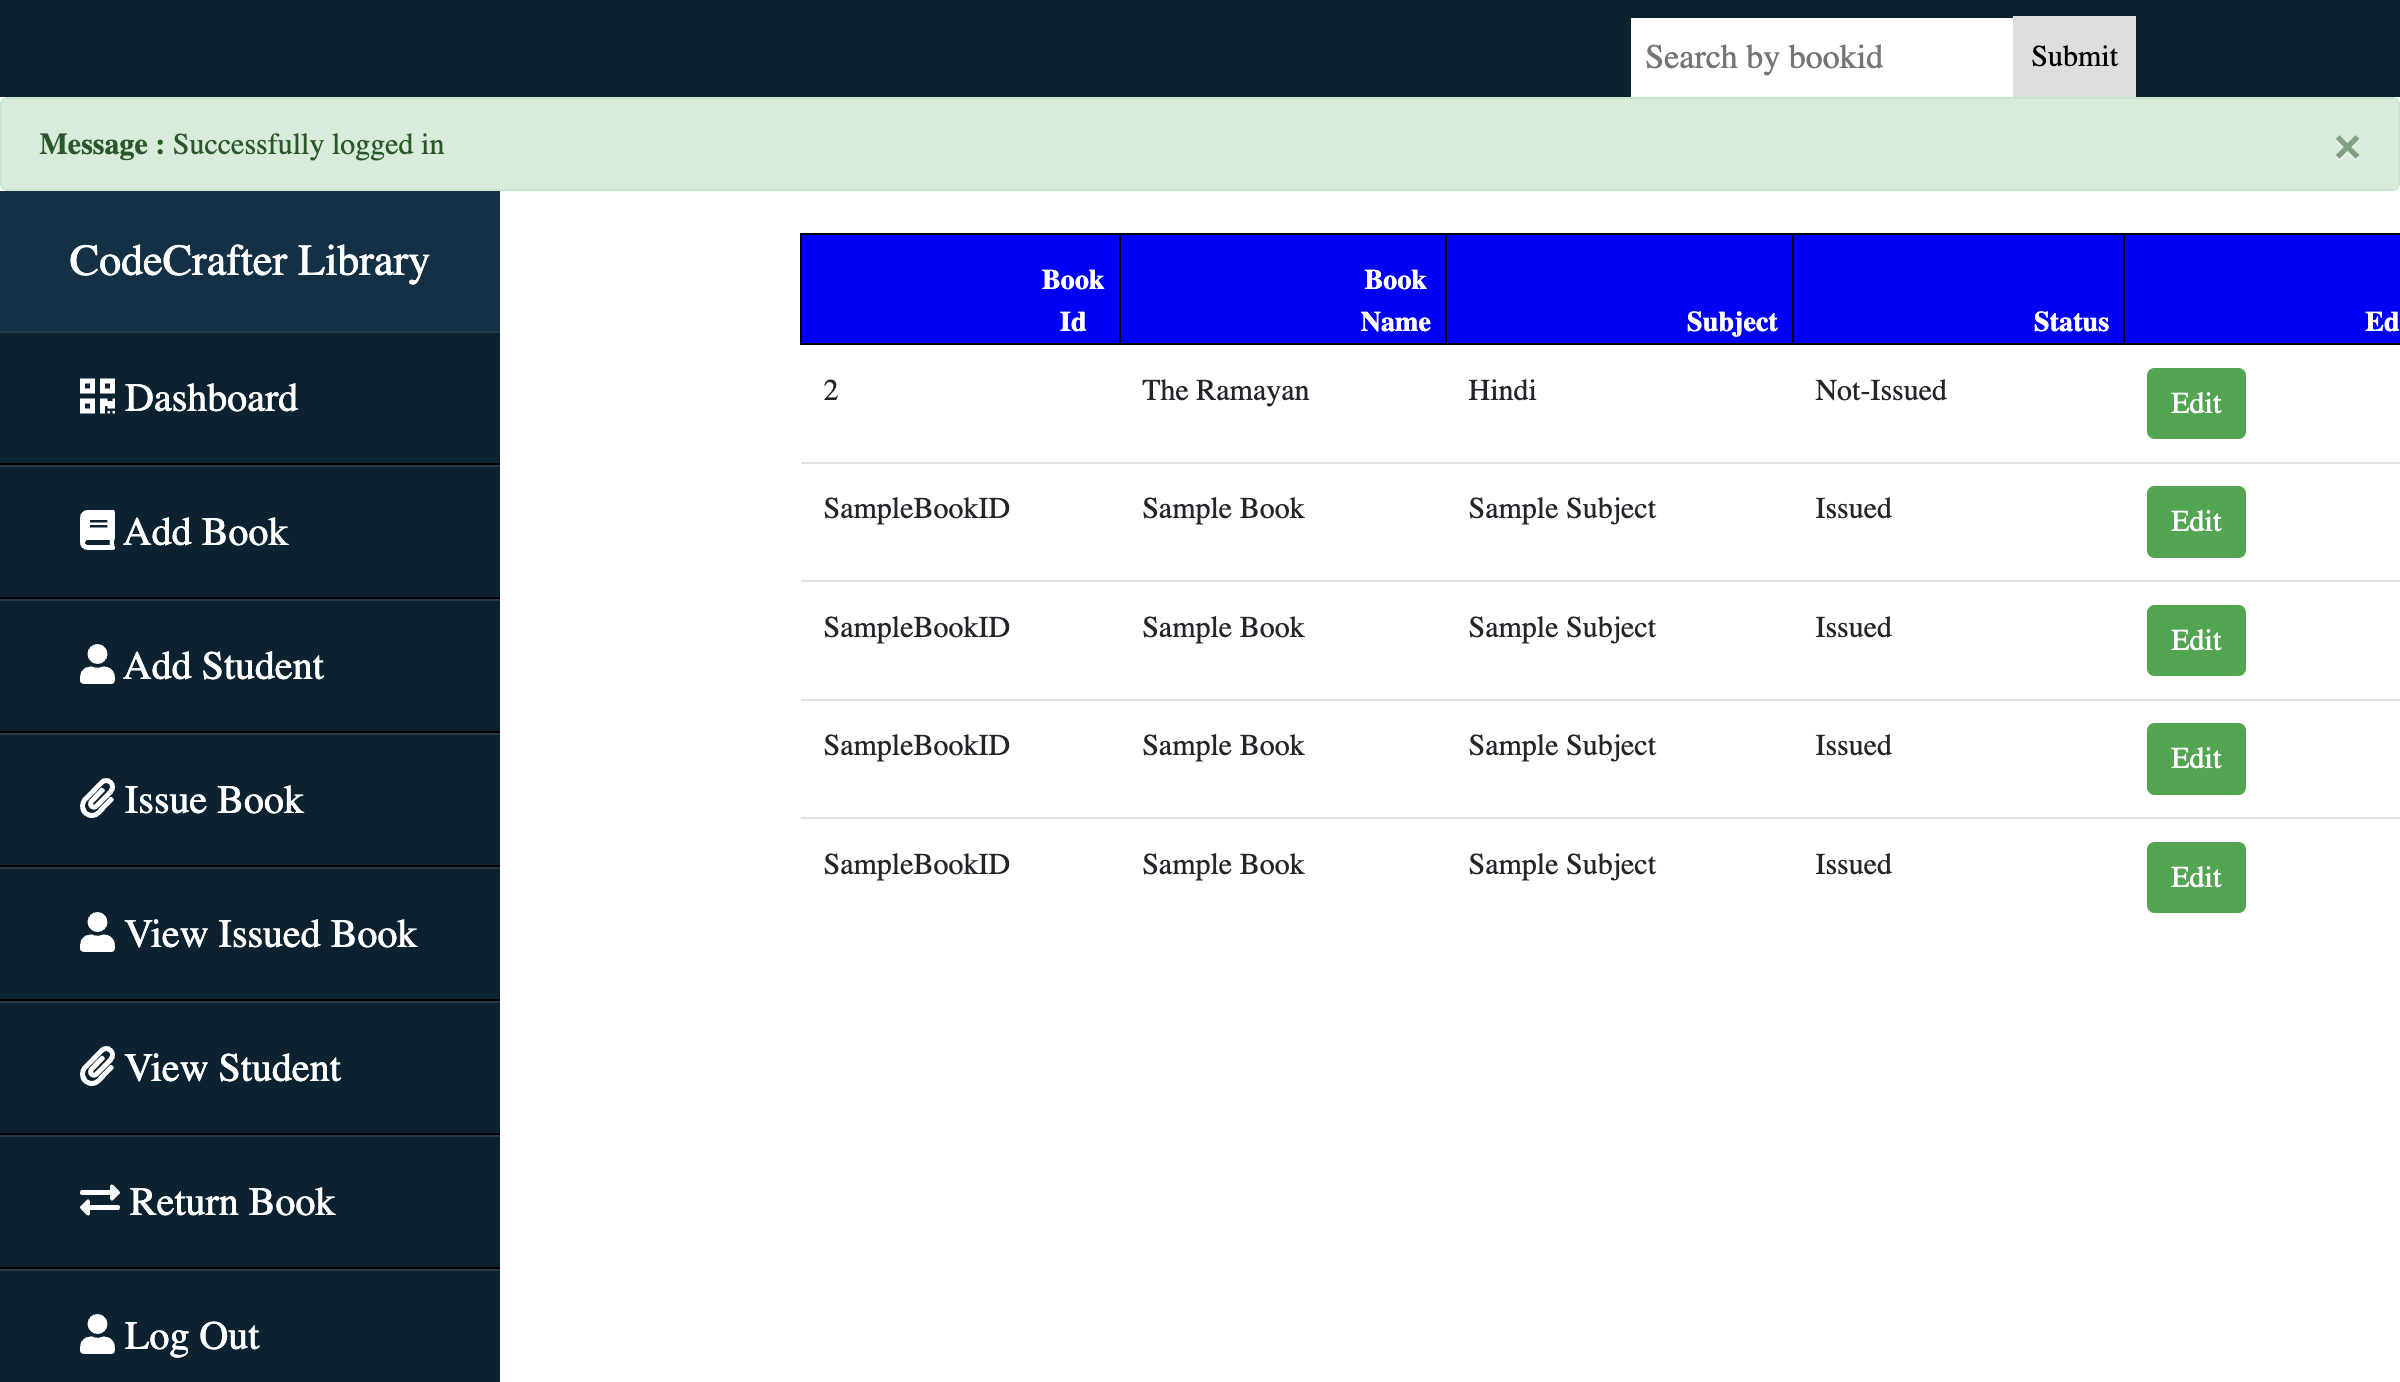 Search by bookid Submit
Message : Successfully logged in ×
CodeCrafter Library
Dashboard
Add Book
Add Student
Issue Book
View Issued Book
View Student
Return Book
Log Out
Book Id Book Name Subject Status Ed
2 The Ramayan Hindi Not-Issued Edit
SampleBookID Sample Book Sample Subject Issued Edit
SampleBookID Sample Book Sample Subject Issued Edit
SampleBookID Sample Book Sample Subject Issued Edit
SampleBookID Sample Book Sample Subject Issued Edit